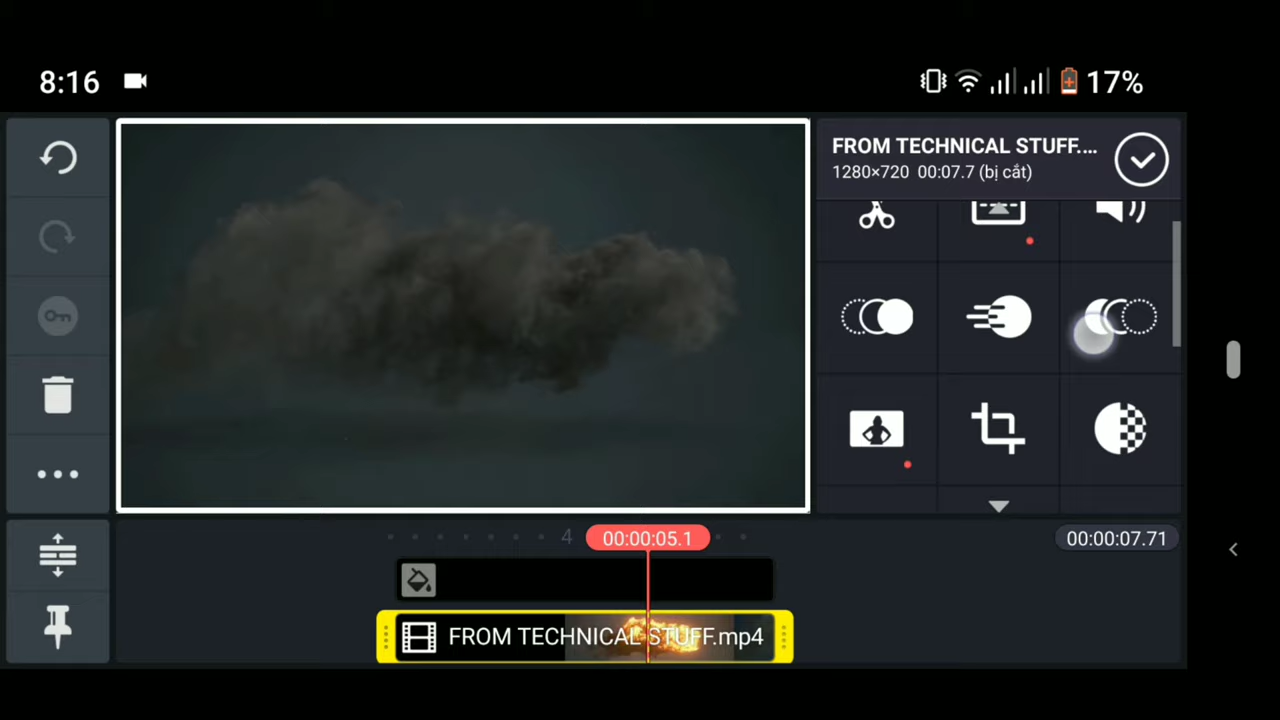 8:16
17%
FROM TECHNICAL STUFF....
1280×720 00:07.7 (bị cắt)
4
00:00:05.1
00:00:07.71
FROM TECHNICAL STUFF.mp4